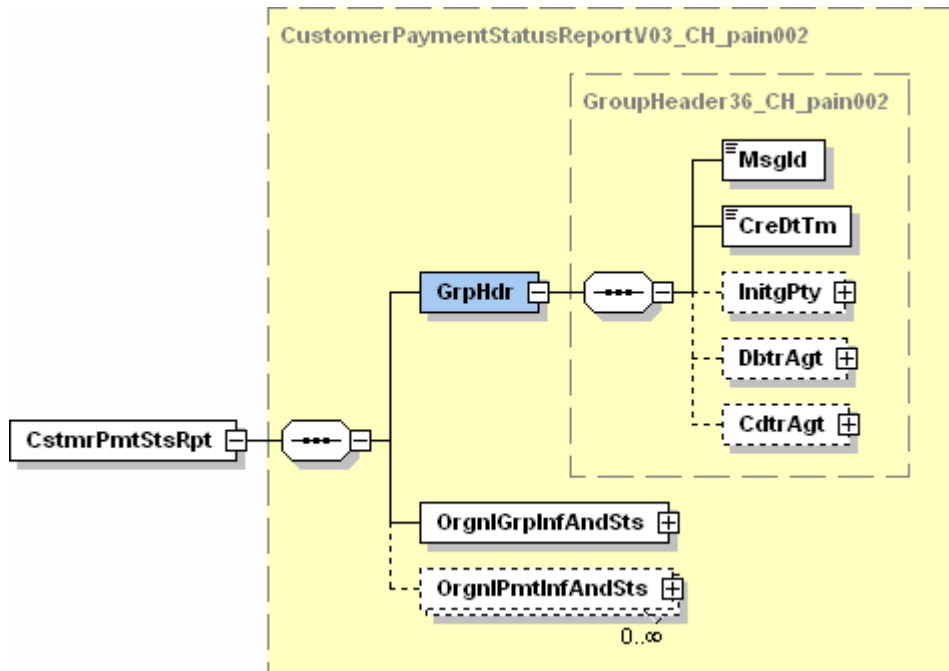 CustomerPaymentStatusReportV03_CH_pain002
GroupHeader36_CH_pain002
MsgId
CreDtTm
GrpHdr
InitgPty
DbtrAgt
CdtrAgt
CstmrPmtStsRpt
OrgnlGrpInfAndSts
OrgnlPmtInfAndSts
0..∞